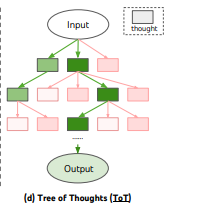 Input
thought
Output
(d) Tree of Thoughts (ToT)